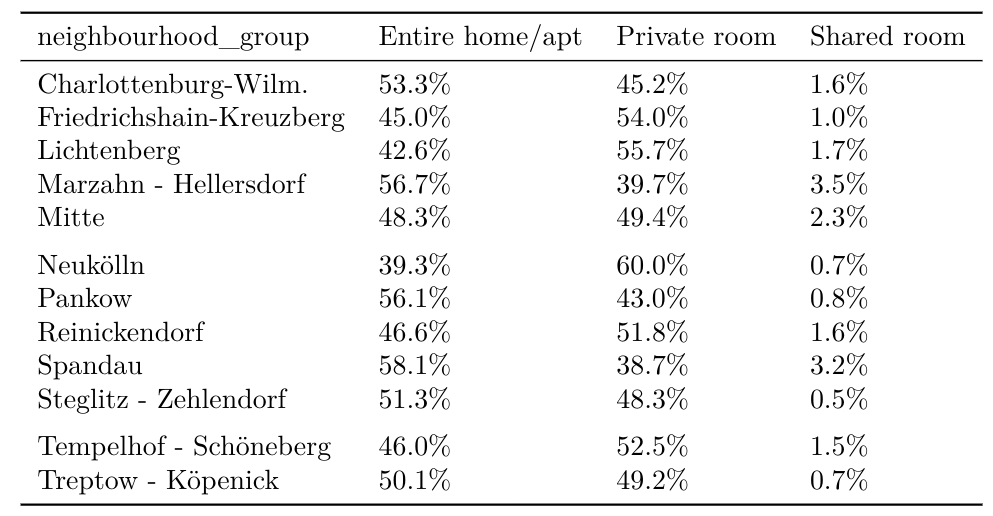 neighbourhood_group Entire home/apt Private room Shared room
Charlottenburg-Wilm. 53.3% 45.2% 1.6%
Friedrichshain-Kreuzberg 45.0% 54.0% 1.0%
Lichtenberg 42.6% 55.7% 1.7%
Marzahn - Hellersdorf 56.7% 39.7% 3.5%
Mitte 48.3% 49.4% 2.3%
Neukölln 39.3% 60.0% 0.7%
Pankow 56.1% 43.0% 0.8%
Reinickendorf 46.6% 51.8% 1.6%
Spandau 58.1% 38.7% 3.2%
Steglitz - Zehlendorf 51.3% 48.3% 0.5%
Tempelhof - Schöneberg 46.0% 52.5% 1.5%
Treptow - Köpenick 50.1% 49.2% 0.7%